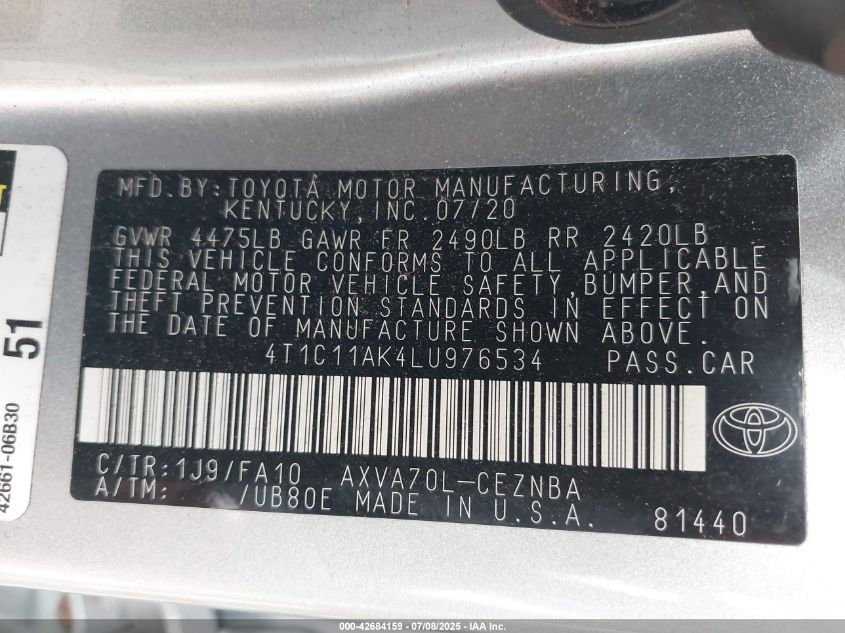 MFD.BY:TOYOTA MOTOR MANUFACTURING,
KENTUCKY,INC.07/20
GVWR 4475LB GAWR FR 2490LB RR 2420LB
THIS VEHICLE CONFORMS TO ALL APPLICABLE
FEDERAL MOTOR VEHICLE SAFETY,BUMPER,AND
THEFT PREVENTION STANDARDS IN EFFECT ON
THE DATE OF MANUFACTURE SHOWN ABOVE.
4T1C11AK4LU976534 PASS.CAR
C/TR:1J9/FA10 AXVA70L-CEZNBA
A/TM: /UB80E MADE IN U.S.A. 81440
51
42661-06B30
000-42684159 | 07/08/2025 - IAA Inc.